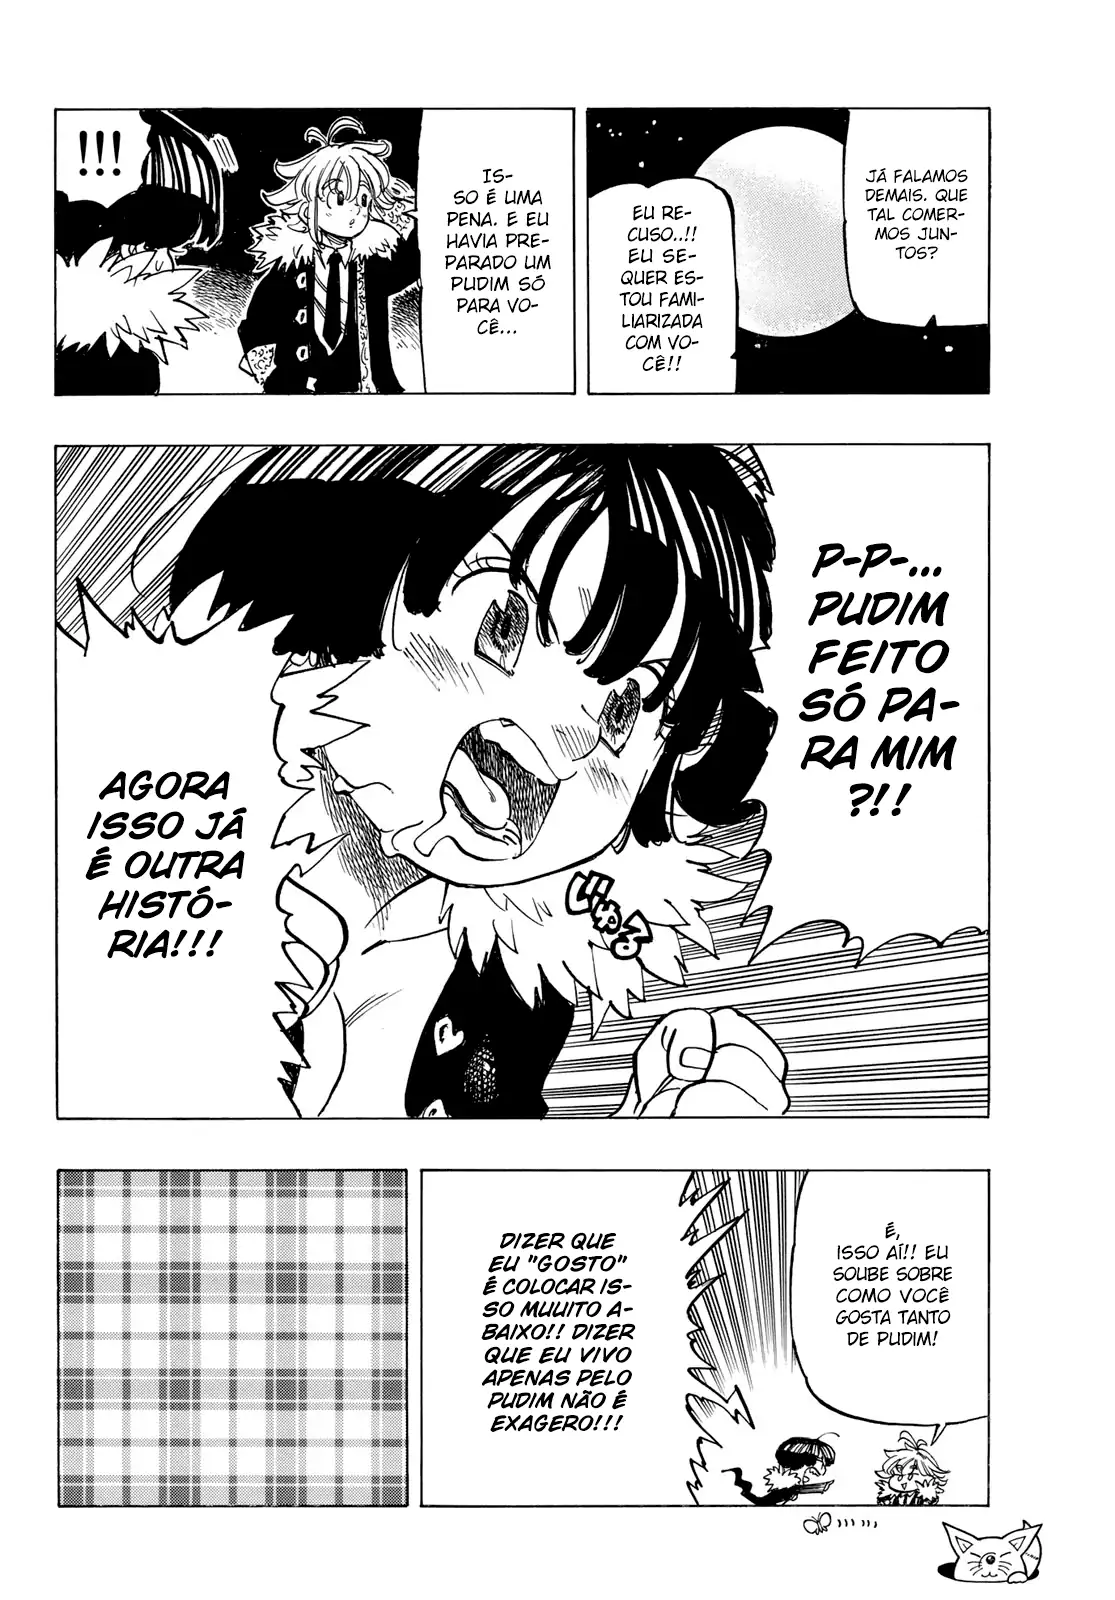 JÁ FALAMOS
DEMAIS. QUE
TAL COMER-
MOS JUN-
TOS?
EU RE-
CUSO..!!
EU SE-
QUER ES-
TOU FAMI-
LIARIZADA
COM VO-
CÊ!!
IS-
SO É UMA
PENA. E EU
HAVIA PRE-
PARADO UM
PUDIM SÓ
PARA VO-
CÊ...
!!!
P-P-...
PUDIM
FEITO
SÓ PA-
RA MIM
?!!
じゅる
AGORA
ISSO JÁ
É OUTRA
HISTÓ-
RIA!!!
É,
ISSO AÍ!! EU
SOUBE SOBRE
COMO VOCÊ
GOSTA TANTO
DE PUDIM!
DIZER QUE
EU "GOSTO"
É COLOCAR IS-
SO MUUITO A-
BAIXO!! DIZER
QUE EU VIVO
APENAS PELO
PUDIM NÃO É
EXAGERO!!!